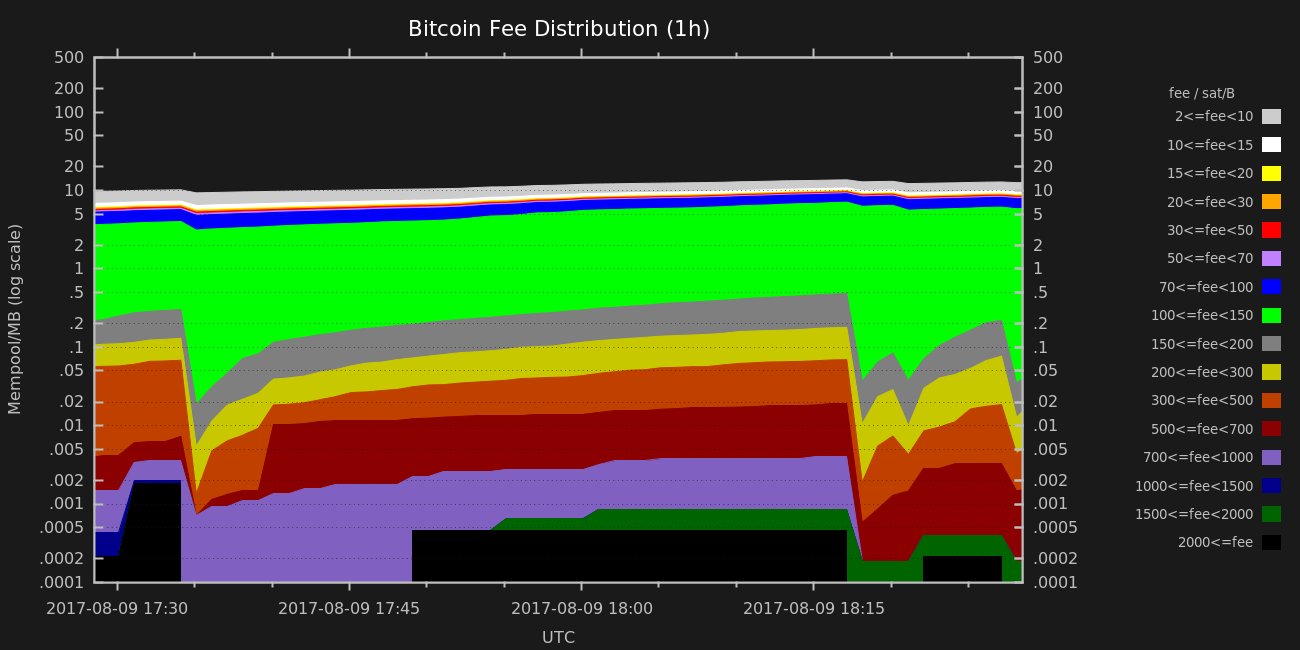 Bitcoin Fee Distribution (1h)
Mempool/MB (log scale)
500
200
100
50
20
10
5
2
1
.5
.2
.1
.05
.02
.01
.005
.002
.001
.0005
.0002
.0001
500
200
100
50
20
10
5
2
1
.5
.2
.1
.05
.02
.01
.005
.002
.001
.0005
.0002
.0001
2017-08-09 17:30
2017-08-09 17:45
2017-08-09 18:00
2017-08-09 18:15
UTC
fee / sat/B
2<=fee<10
10<=fee<15
15<=fee<20
20<=fee<30
30<=fee<50
50<=fee<70
70<=fee<100
100<=fee<150
150<=fee<200
200<=fee<300
300<=fee<500
500<=fee<700
700<=fee<1000
1000<=fee<1500
1500<=fee<2000
2000<=fee